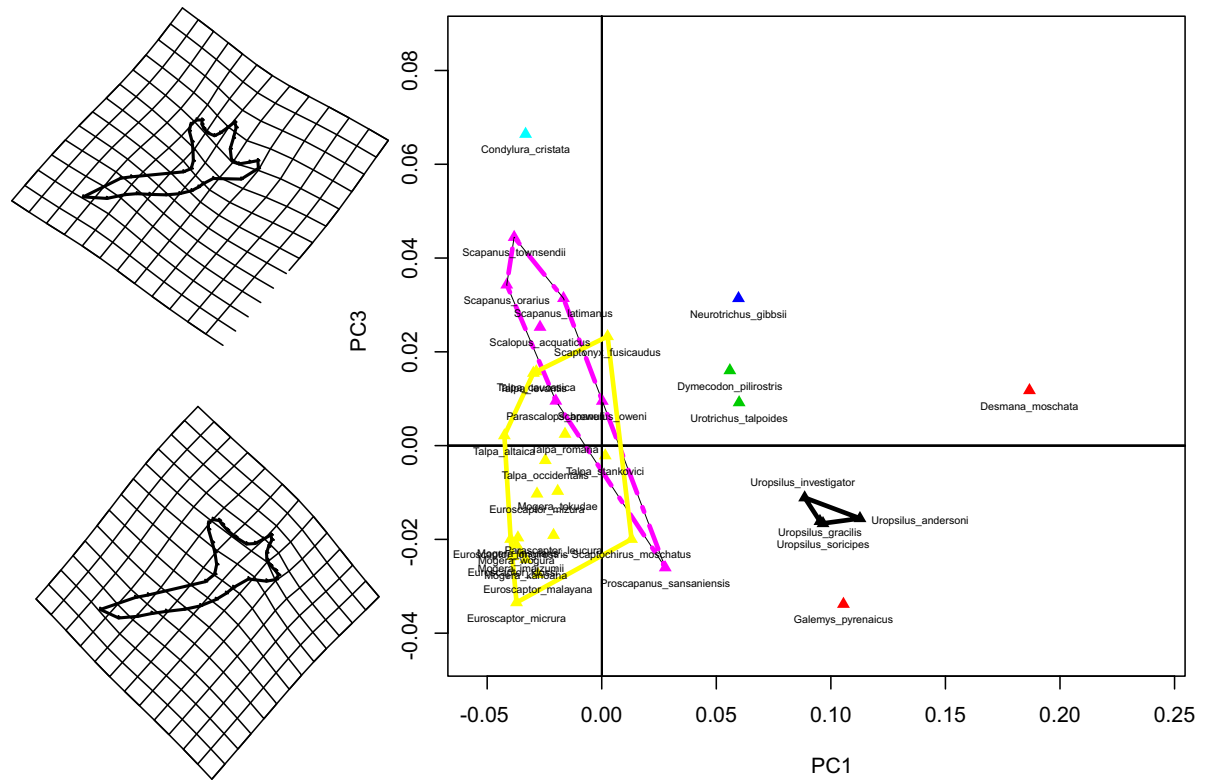 PC3
0.08
0.06
0.04
0.02
0.00
-0.02
-0.04
Condylura_cristata
Scapanus_townsendii
Scapanus_orarius
Scapanus_latimanus
Neurotrichus_gibbsii
Scalopus_acquaticus
Scaptonyx_fusicaudus
Dymecodon_pilirostris
Desmana_moschata
Urotrichus_talpoides
Talpa_altaica
Talpa_romana
Talpa_stankovici
Talpa_occidentalis
Uropsilus_investigator
Mogera_tokudae
Euroscaptor_mizura
Uropsilus_andersoni
Uropsilus_gracilis
Uropsilus_soricipes
Parascaptor_leucura
Scaptochirus_moschatus
Mogera_wogura
Mogera_imaizumii
Mogera_kanoana
Proscapanus_sansaniensis
Euroscaptor_malayana
Euroscaptor_micrura
Galemys_pyrenaicus
-0.05
0.00
0.05
0.10
0.15
0.20
0.25
PC1